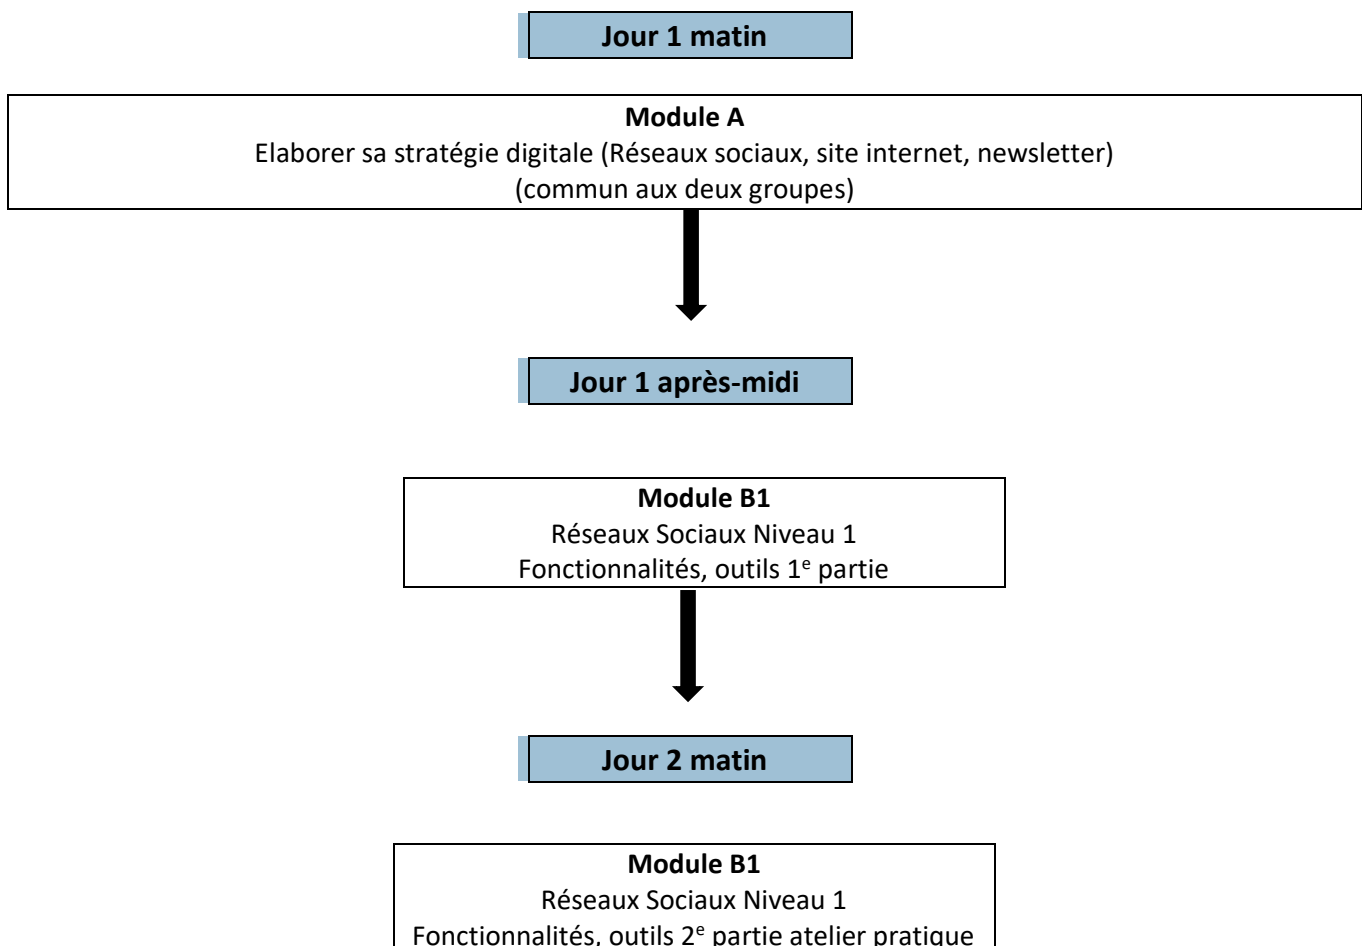 Jour 1 matin
Module A
Elaborer sa stratégie digitale (Réseaux sociaux, site internet, newsletter)
(commun aux deux groupes)
Jour 1 après-midi
Module B1
Réseaux Sociaux Niveau 1
Fonctionnalités, outils 1e partie
Jour 2 matin
Module B1
Réseaux Sociaux Niveau 1
Fonctionnalités, outils 2e partie atelier pratique